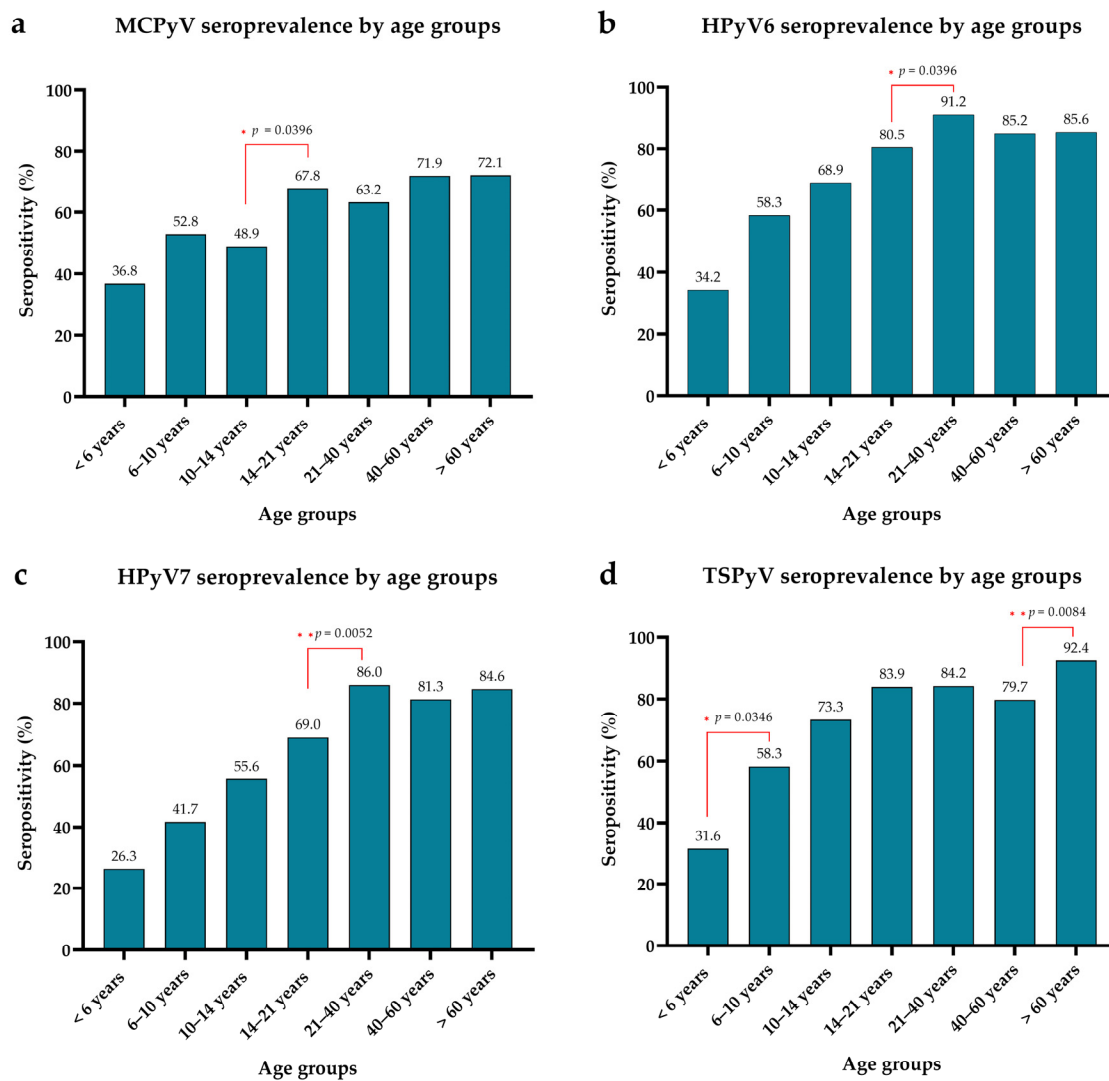 a
MCPyV seroprevalence by age groups
Seropositivity (%)
100
80
60
40
20
0
* p = 0.0396
36.8
52.8
48.9
67.8
63.2
71.9
72.1
< 6 years
6–10 years
10–14 years
14–21 years
21–40 years
40–60 years
> 60 years
Age groups
b
HPyV6 seroprevalence by age groups
Seropositivity (%)
100
80
60
40
20
0
* p = 0.0396
34.2
58.3
68.9
80.5
91.2
85.2
85.6
< 6 years
6–10 years
10–14 years
14–21 years
21–40 years
40–60 years
> 60 years
Age groups
c
HPyV7 seroprevalence by age groups
Seropositivity (%)
100
80
60
40
20
0
* * p = 0.0052
26.3
41.7
55.6
69.0
86.0
81.3
84.6
< 6 years
6–10 years
10–14 years
14–21 years
21–40 years
40–60 years
> 60 years
Age groups
d
TSPyV seroprevalence by age groups
Seropositivity (%)
100
80
60
40
20
0
* p = 0.0346
* * p = 0.0084
31.6
58.3
73.3
83.9
84.2
79.7
92.4
< 6 years
6–10 years
10–14 years
14–21 years
21–40 years
40–60 years
> 60 years
Age groups